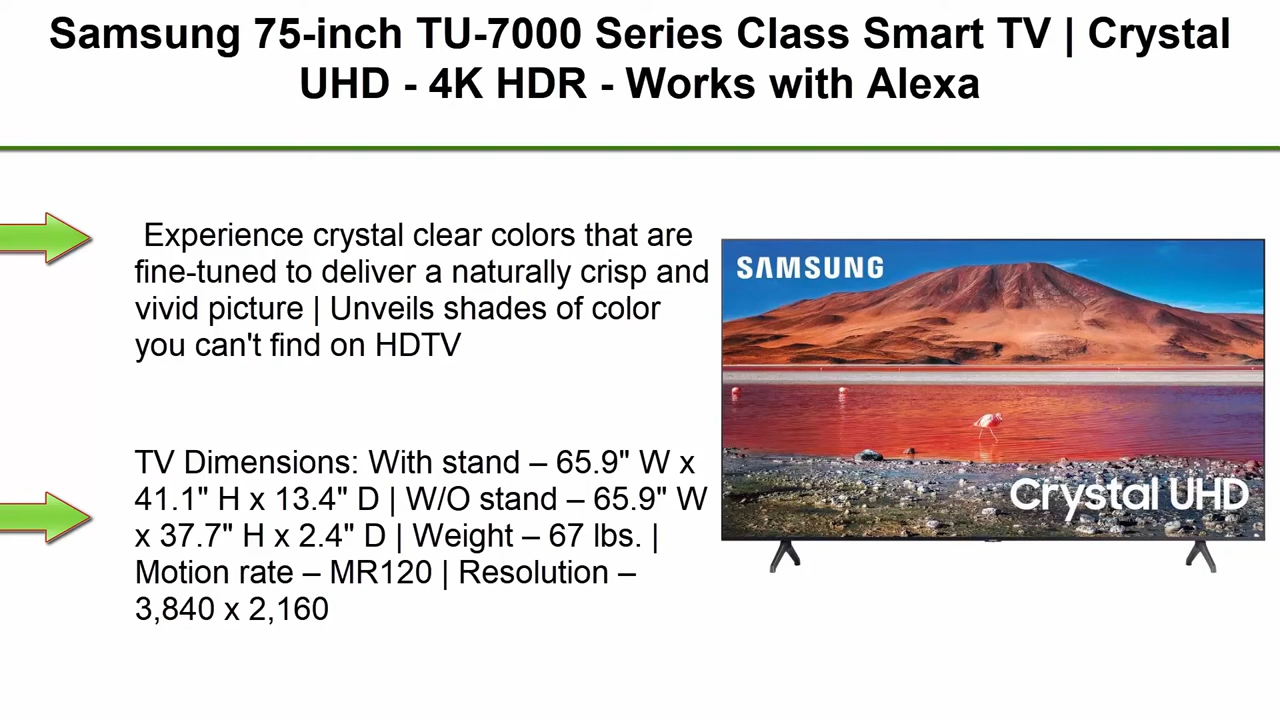 Samsung 75-inch TU-7000 Series Class Smart TV | Crystal
UHD - 4K HDR - Works with Alexa
Experience crystal clear colors that are
fine-tuned to deliver a naturally crisp and
vivid picture | Unveils shades of color
you can't find on HDTV
TV Dimensions: With stand – 65.9" W x
41.1" H x 13.4" D | W/O stand – 65.9" W
x 37.7" H x 2.4" D | Weight – 67 lbs. |
Motion rate – MR120 | Resolution –
3,840 x 2,160
SAMSUNG
Crystal UHD